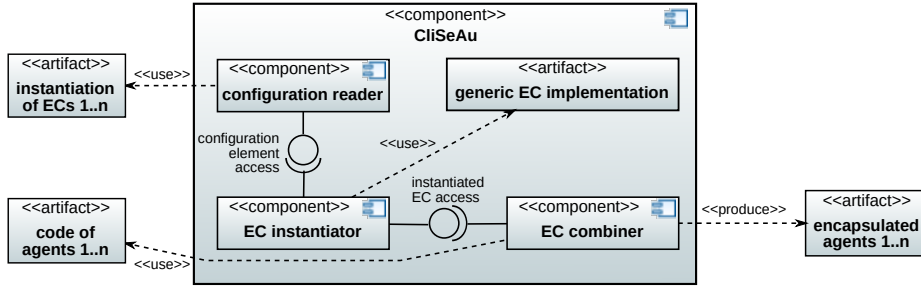 <<component>>
CliSeAu
<<artifact>>
instantiation
of ECs 1..n
<<use>>
<<component>>
configuration reader
<<artifact>>
generic EC implementation
configuration
element
access
<<use>>
instantiated
EC access
<<artifact>>
code of
agents 1..n
<<use>>
<<component>>
EC instantiator
<<component>>
EC combiner
<<produce>>
<<artifact>>
encapsulated
agents 1..n